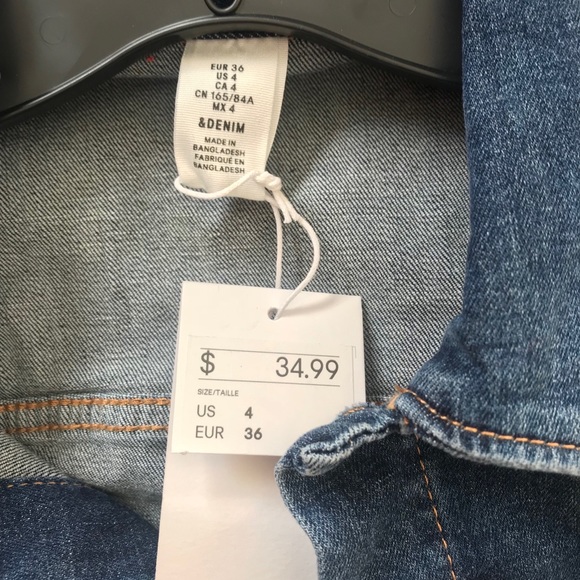 EUR 36
US 4
CA 4
CN 165/84A
MX 4
&DENIM
MADE IN
BANGLADESH
FABRIQUÉ EN
BANGLADESH
$ 34.99
SIZE/TAILLE
US 4
EUR 36